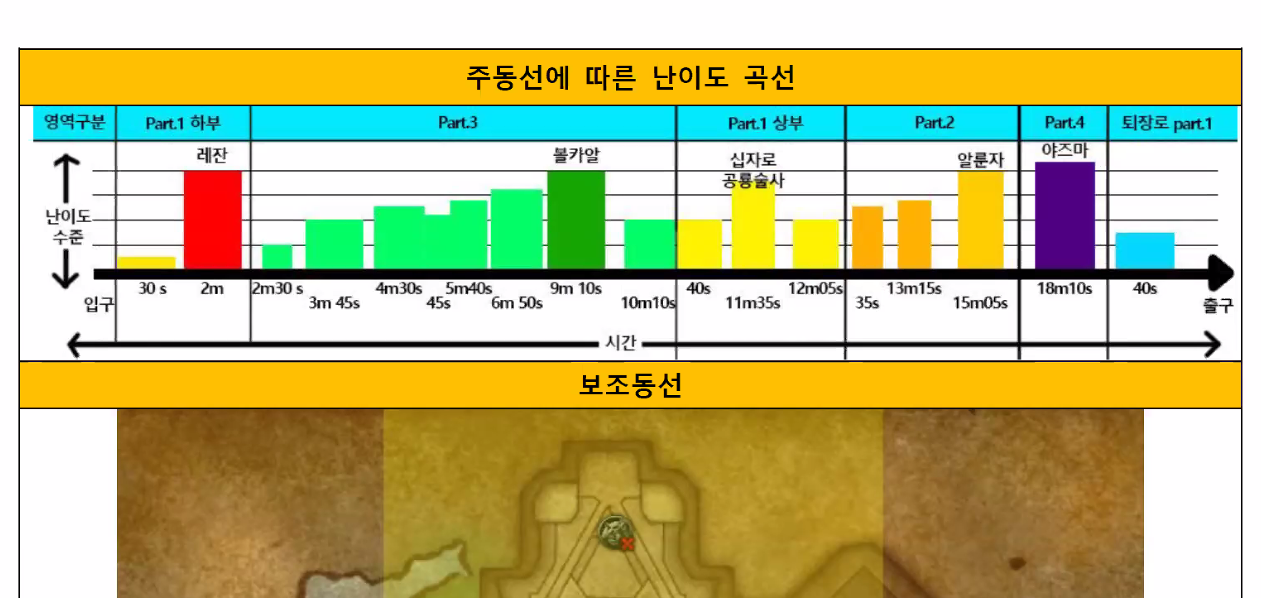 주동선에 따른 난이도 곡선
영역구분 Part.1 하부 Part.3 Part.1 상부 Part.2 Part.4 퇴장로 part.1
레잔 볼카알 십자로 알룬자 야즈마
공룡술사
난이도
수준
30 s 2m 2m30 s 4m30s 5m40s 9m 10s 40s 12m05s 13m15s 18m10s 40s
입구 3m 45s 45s 6m 50s 10m10s 11m35s 35s 15m05s 출구
시간
보조동선